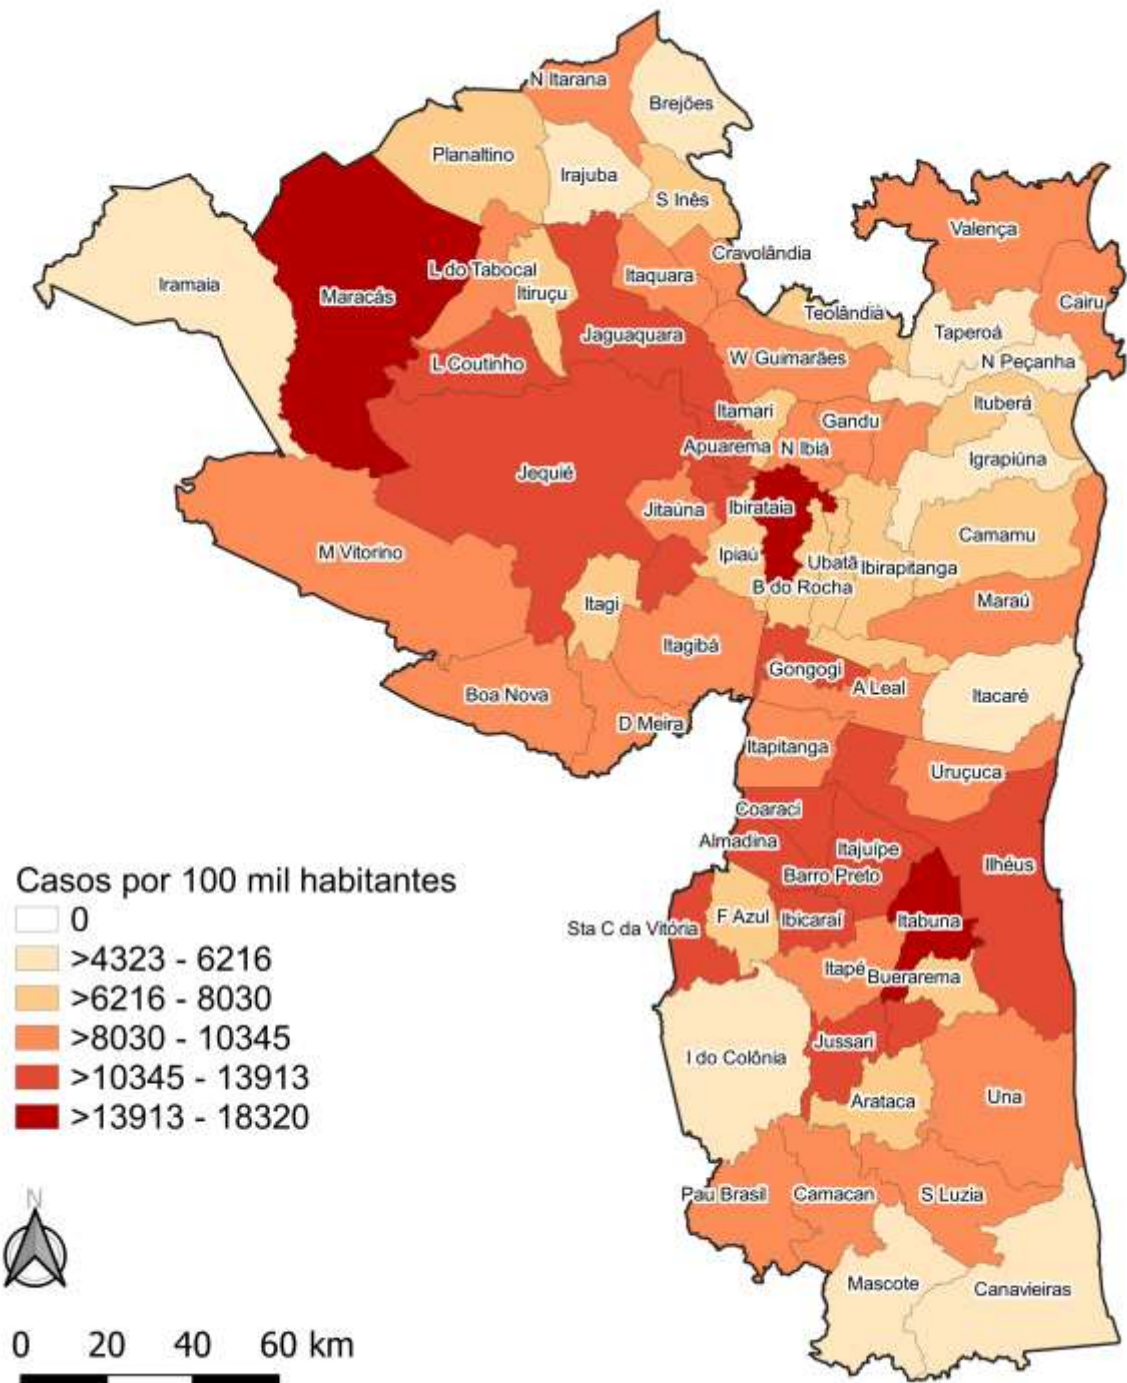 N Itarana
Brejões
Planaltino
Irajuba
S Inês
Valença
Cravolândia
L do Tabocal
Itaquara
Iramaia
Maracás
Itiruçu
Cairu
Teolândia
Taperoá
Jaguaquara
W Guimarães
L Coutinho
N Peçanha
Ituberá
Itamari
Gandu
Apuarema
N Ibiá
Igrapiúna
Jequié
Jitaúna
Ibirataia
Camamu
M Vitorino
Ipiaú
Ubatã
Ibirapitanga
B do Rocha
Itagi
Maraú
Itagibá
Gongogi
A Leal
Boa Nova
Itacaré
D Meira
Itapitanga
Uruçuca
Coaraci
Almadina
Itajuípe
Ilhéus
Barro Preto
Casos por 100 mil habitantes
0
>4323 - 6216
>6216 - 8030
>8030 - 10345
>10345 - 13913
>13913 - 18320
Sta C da Vitória
F Azul
Ibicaraí
Itabuna
Itapé
Buerarema
Jussari
I do Colônia
Arataca
Una
Pau Brasil
Camacan
S Luzia
Mascote
Canavieiras
N
0 20 40 60 km